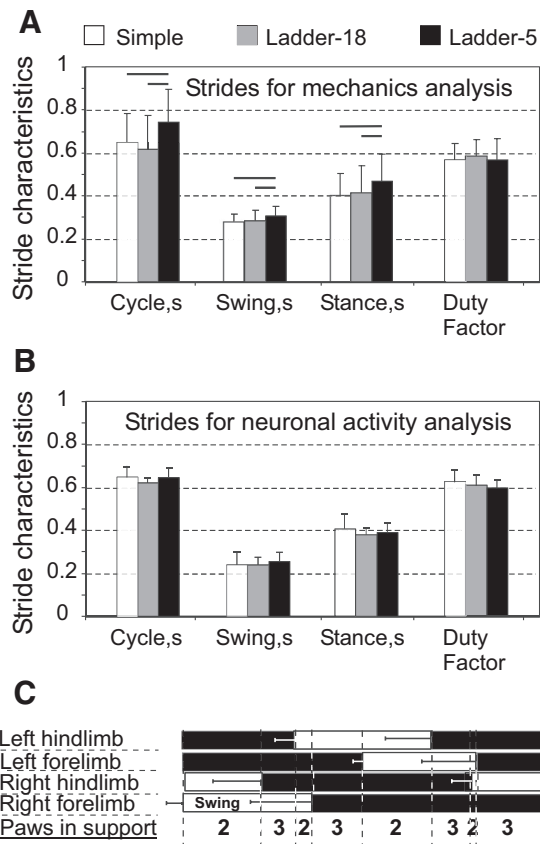 A
Simple Ladder-18 Ladder-5
Strides for mechanics analysis
Stride characteristics
1
0.8
0.6
0.4
0.2
0
Cycle,s Swing,s Stance,s Duty Factor
B
Strides for neuronal activity analysis
Stride characteristics
1
0.8
0.6
0.4
0.2
0
Cycle,s Swing,s Stance,s Duty Factor
C
Left hindlimb
Left forelimb
Right hindlimb
Right forelimb Swing
Paws in support 2 3 2 3 2 3 2 3